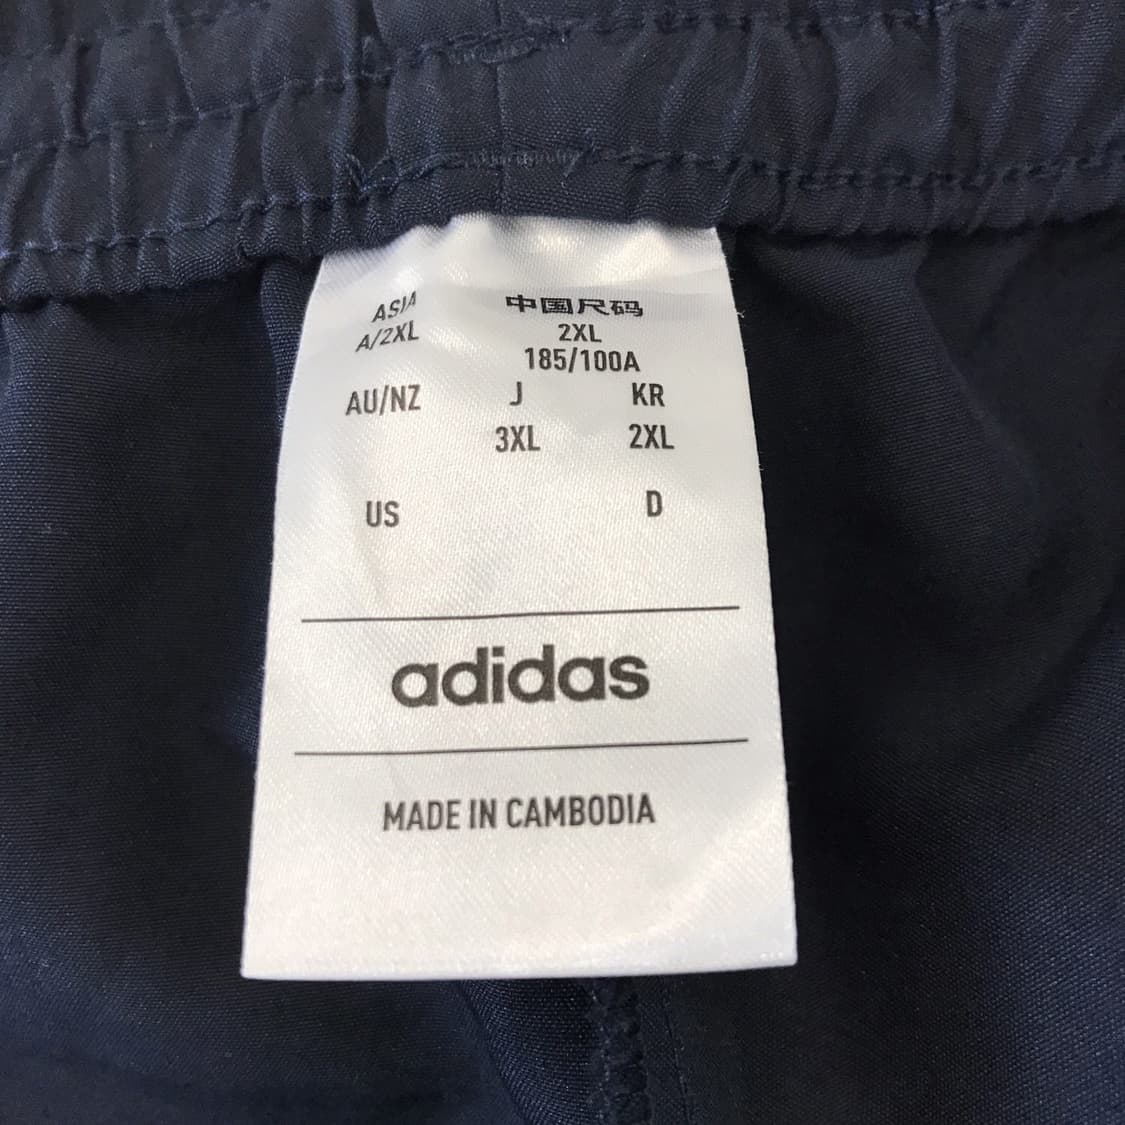 ASIA 中国尺码
A/2XL 2XL
185/100A
AU/NZ J KR
3XL 2XL
US D
adidas
MADE IN CAMBODIA